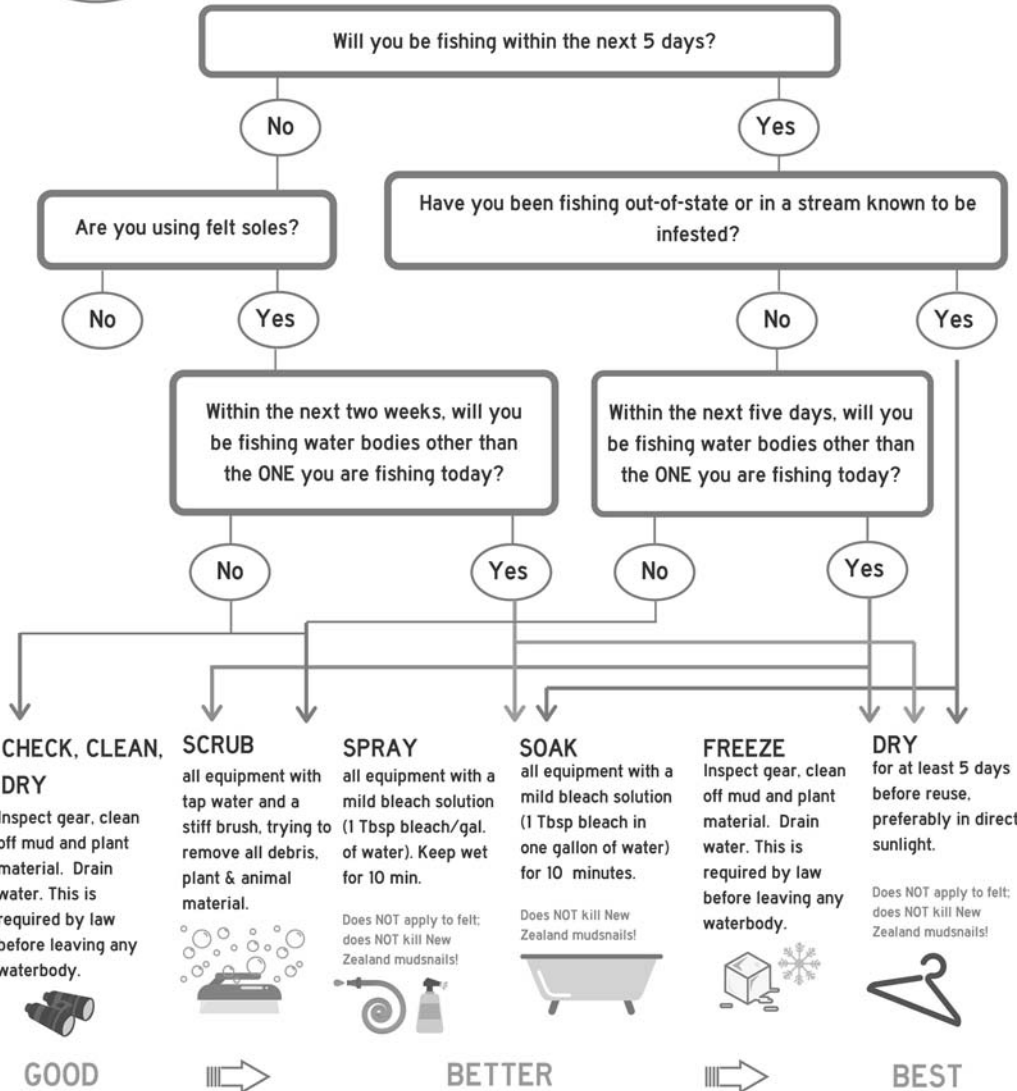 Will you be fishing within the next 5 days?
No
Yes
Are you using felt soles?
Have you been fishing out-of-state or in a stream known to be
infested?
No
Yes
No
Yes
Within the next two weeks, will you
be fishing water bodies other than
the ONE you are fishing today?
Within the next five days, will you
be fishing water bodies other than
the ONE you are fishing today?
No
Yes
No
Yes
CHECK, CLEAN,
DRY
Inspect gear, clean
off mud and plant
material. Drain
water. This is
required by law
before leaving any
waterbody.
SCRUB
all equipment with
tap water and a
stiff brush, trying to
remove all debris,
plant & animal
material.
SPRAY
all equipment with a
mild bleach solution
(1 Tbsp bleach/gal.
of water). Keep wet
for 10 min.
Does NOT apply to felt;
does NOT kill New
Zealand mudsnails!
SOAK
all equipment with a
mild bleach solution
(1 Tbsp bleach in
one gallon of water)
for 10 minutes.
Does NOT kill New
Zealand mudsnails!
FREEZE
Inspect gear, clean
off mud and plant
material. Drain
water. This is
required by law
before leaving any
waterbody.
DRY
for at least 5 days
before reuse,
preferably in direct
sunlight.
Does NOT apply to felt;
does NOT kill New
Zealand mudsnails!
GOOD
BETTER
BEST